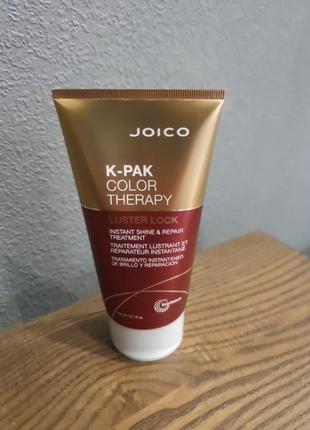 JOICO
K-PAK
COLOR
THERAPY
LUSTER LOCK
INSTANT SHINE & REPAIR
TREATMENT
TRAITEMENT LUSTRANT ET
RÉPARATEUR INSTANTANÉ
TRATAMIENTO INSTANTÁNEO
DE BRILLO Y REPARACIÓN